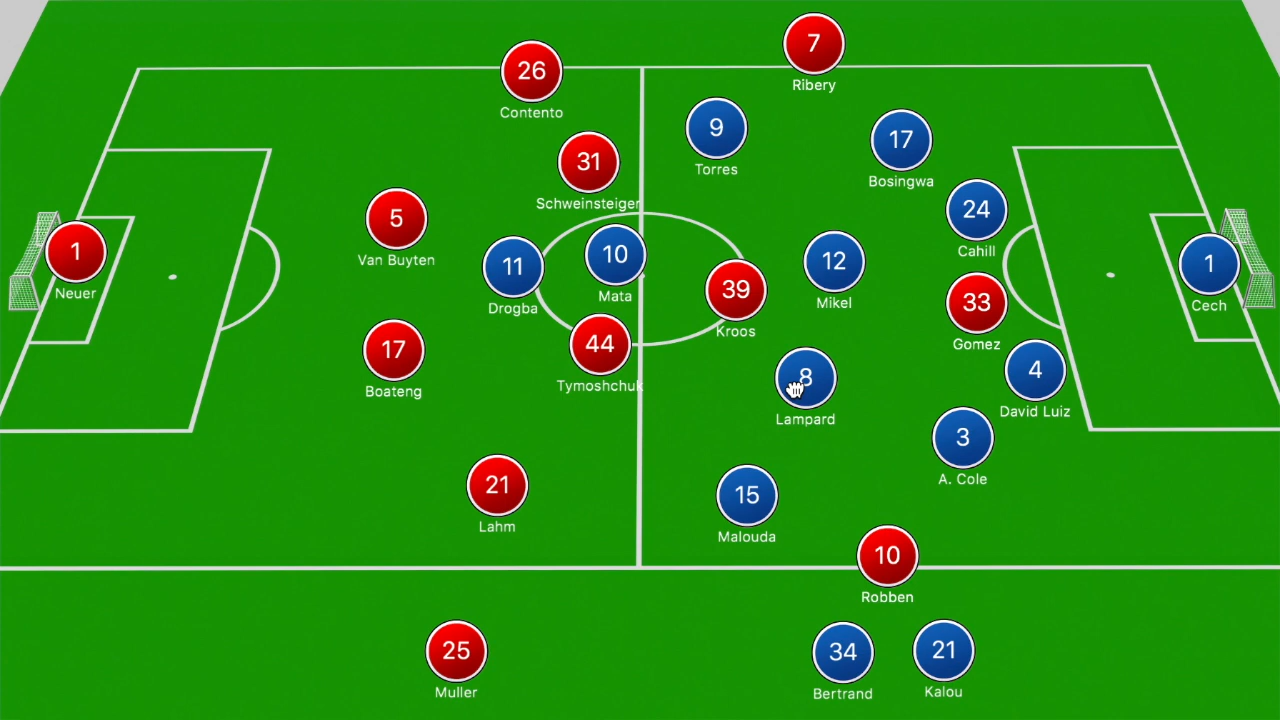 7
Ribery
26
Contento
9
Torres
17
Bosingwa
31
Schweinsteiger
5
Van Buyten
24
Cahill
1
Neuer
11
Drogba
10
Mata
12
Mikel
1
Cech
39
Kroos
33
Gomez
44
Tymoshchuk
17
Boateng
8
Lampard
4
David Luiz
3
A. Cole
21
Lahm
15
Malouda
10
Robben
25
Muller
34
Bertrand
21
Kalou